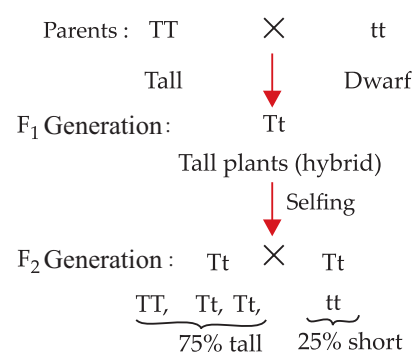 Parents : TT × tt
Tall Dwarf
F₁ Generation : Tt
Tall plants (hybrid)
Selfing
F₂ Generation : Tt × Tt
TT, Tt, Tt, tt
75% tall 25% short